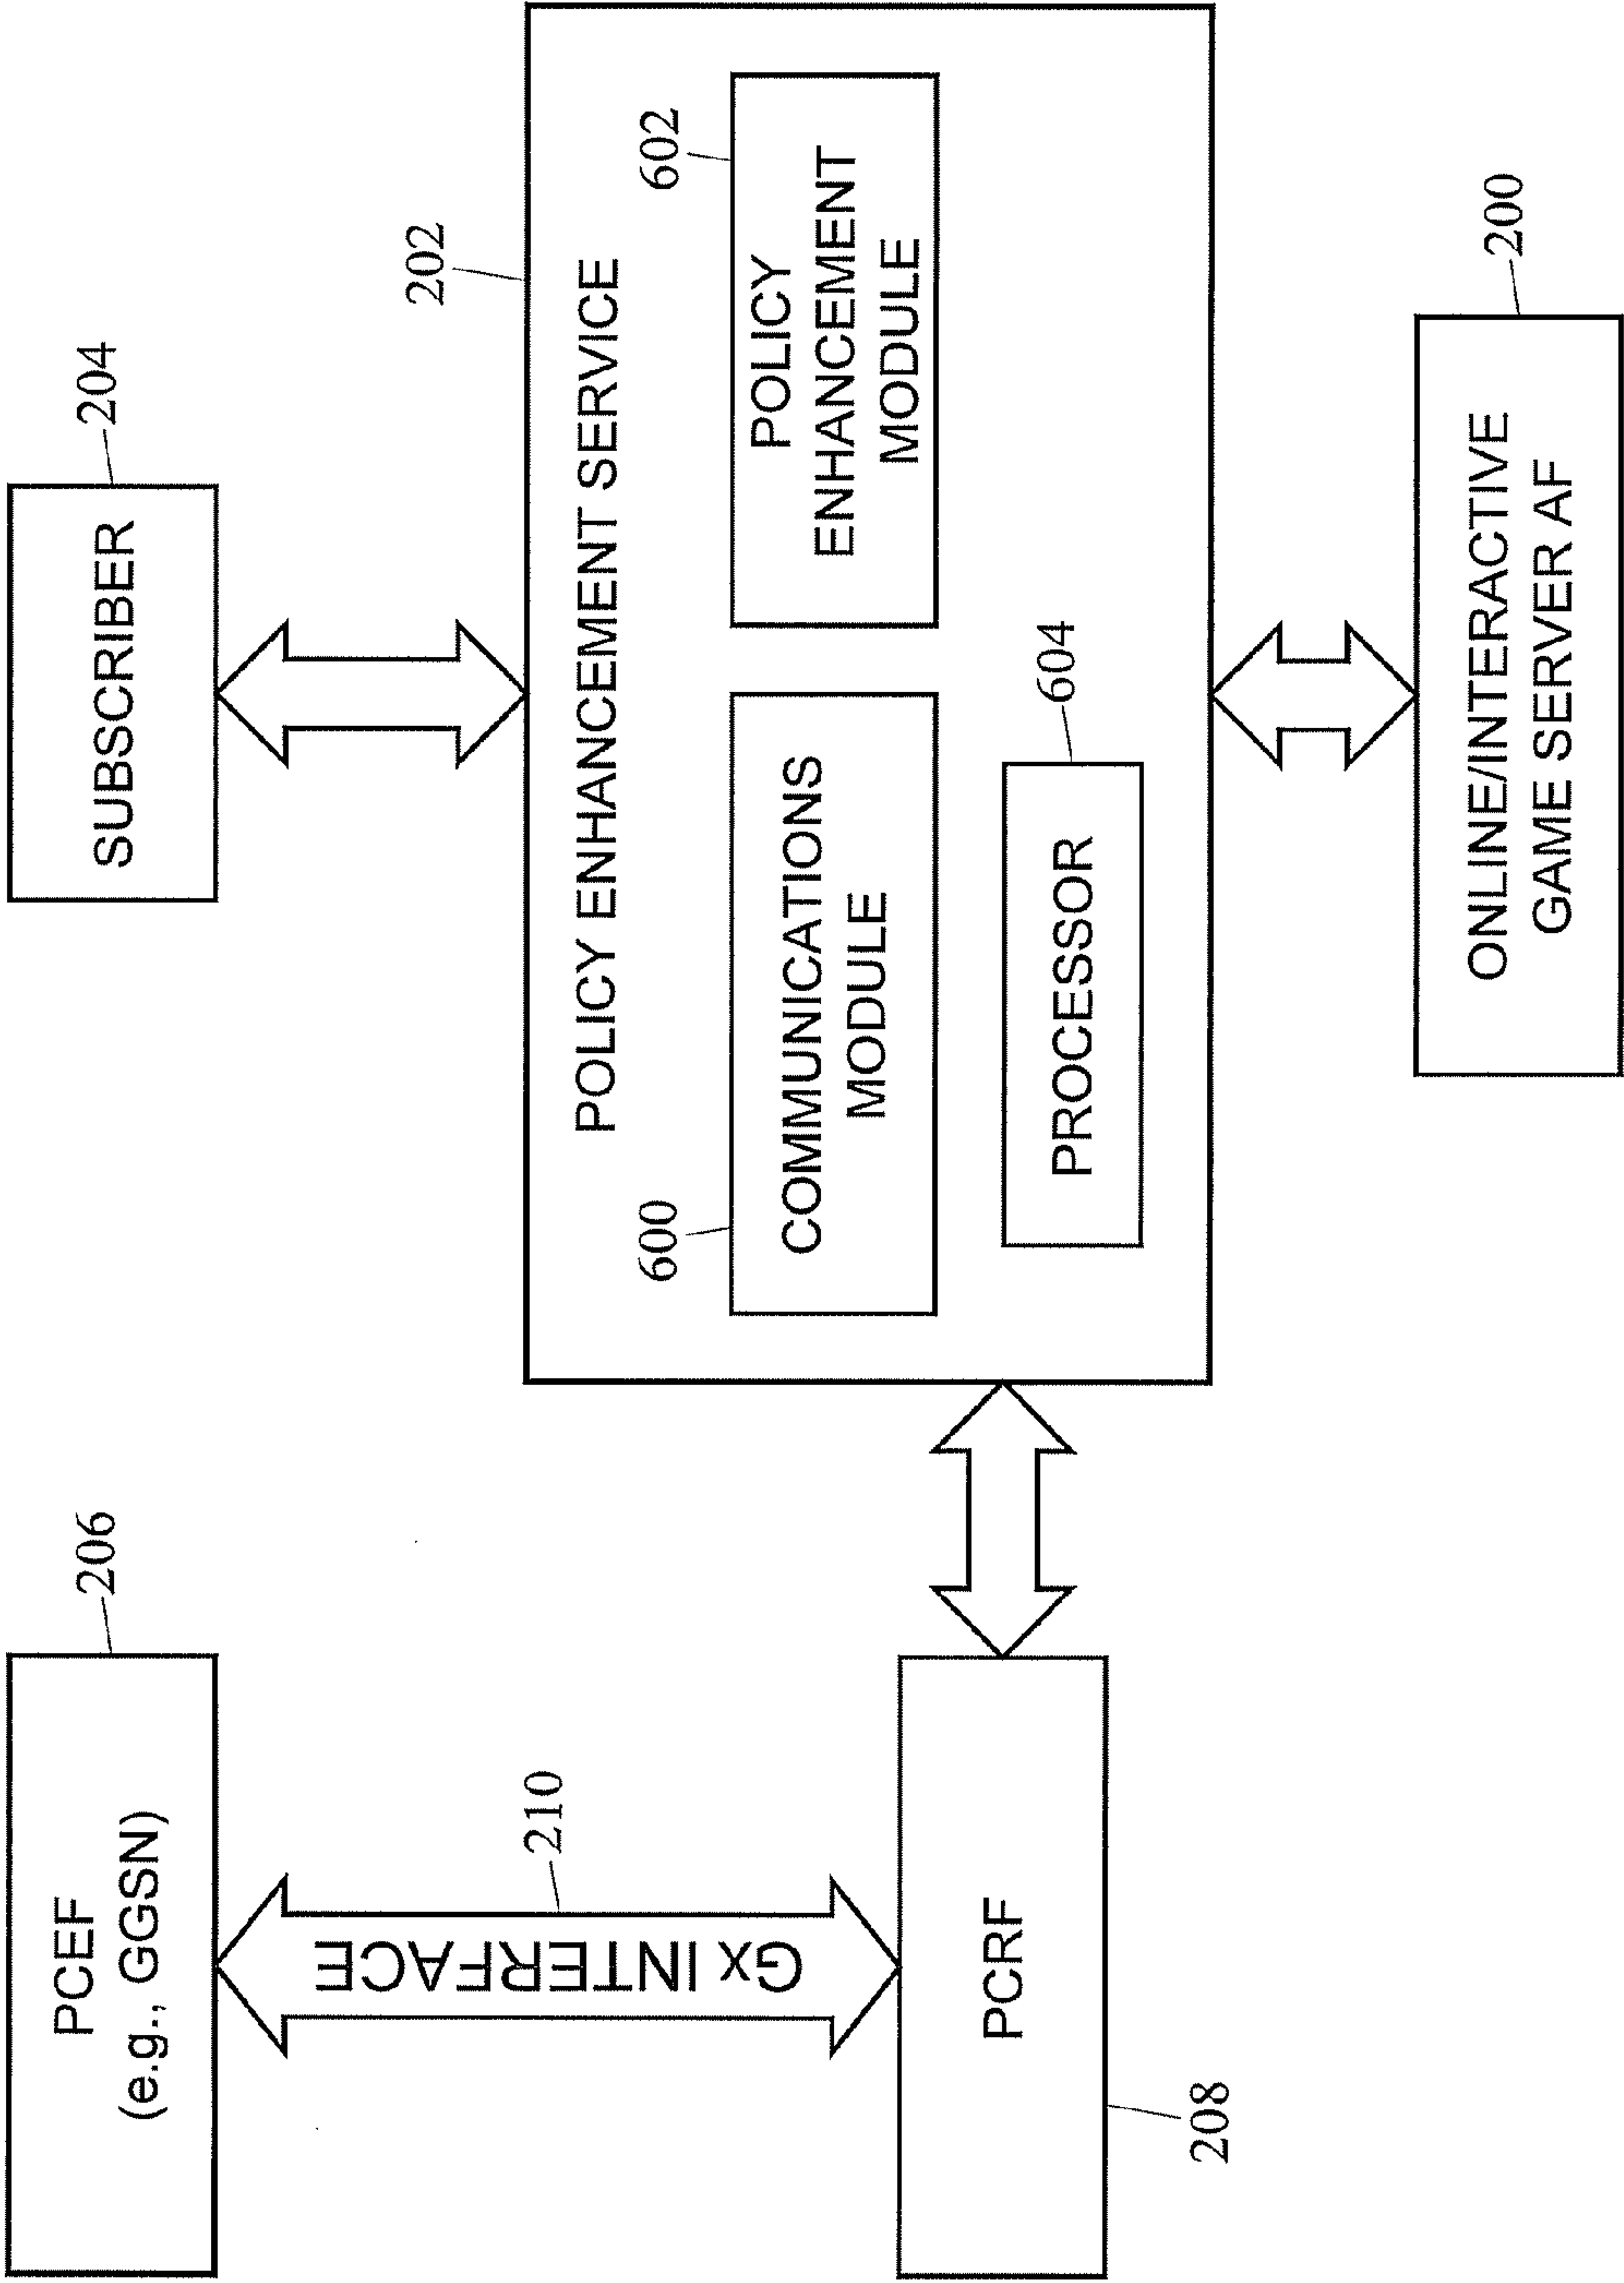 PCEF
(e.g., GGSN)
206
SUBSCRIBER
204
Gx INTERFACE
210
202
POLICY ENHANCEMENT SERVICE
600
COMMUNICATIONS
MODULE
602
POLICY
ENHANCEMENT
MODULE
PROCESSOR
604
PCRF
208
ONLINE/INTERACTIVE
GAME SERVER AF
200